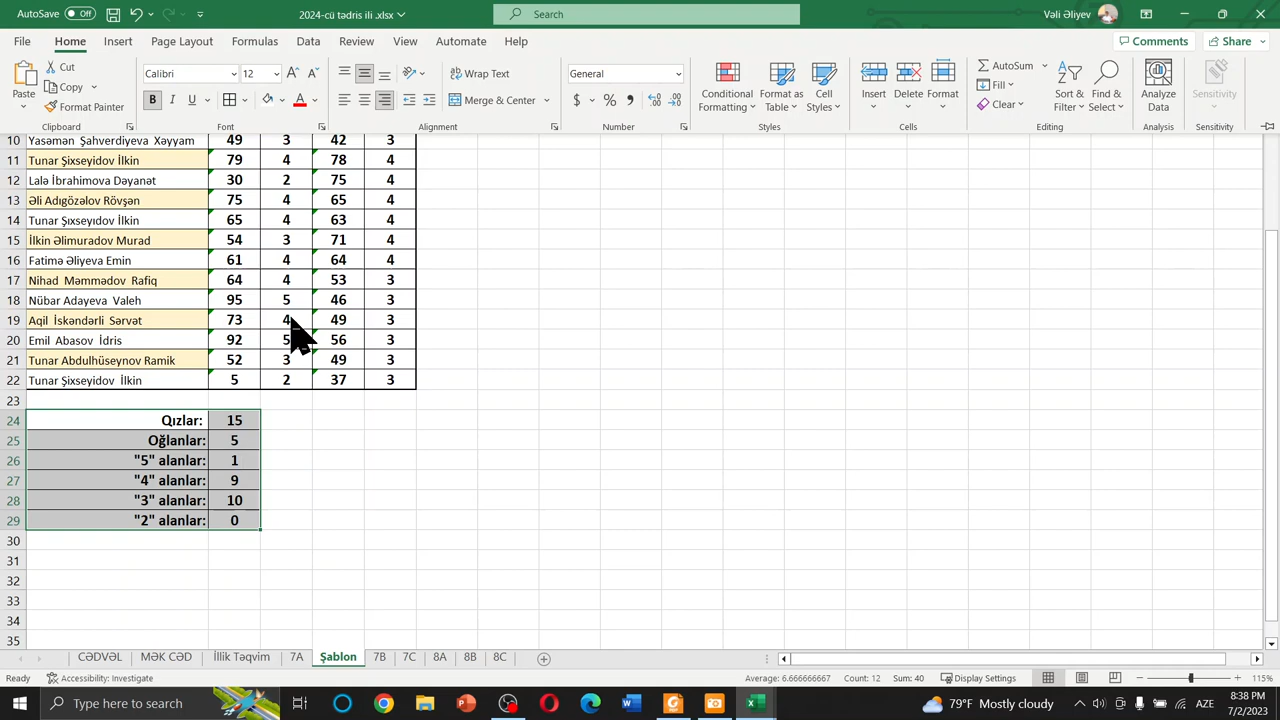 AutoSave Off 2024-cü tədris ili.xlsx Search Vəli Əliyev
File Home Insert Page Layout Formulas Data Review View Automate Help Comments Share
Paste Cut Copy Format Painter Clipboard
Calibri 12 B I U A Font
Wrap Text Merge & Center Alignment
General $ % , Number
Conditional Formatting Format as Table Cell Styles Styles
Insert Delete Format Cells
AutoSum Fill Clear Sort & Filter Find & Select Editing
Analyze Data Analysis
Sensitivity Sensitivity
10 Yasəmən Şahverdiyeva Xəyyam 49 3 42 3
11 Tunar Şixseyidov İlkin 79 4 78 4
12 Lalə İbrahimova Dəyanət 30 2 75 4
13 Əli Adıgözəlov Rövşən 75 4 65 4
14 Tunar Şıxseyıdov İlkin 65 4 63 4
15 İlkin Əlimuradov Murad 54 3 71 4
16 Fatimə Əliyeva Emin 61 4 64 4
17 Nihad Məmmədov Rafiq 64 4 53 3
18 Nübar Adayeva Valeh 95 5 46 3
19 Aqil İskəndərli Sərvət 73 4 49 3
20 Emil Abasov İdris 92 5 56 3
21 Tunar Abdulhüseynov Ramik 52 3 49 3
22 Tunar Şixseyidov İlkin 5 2 37 3
23
24 Qızlar: 15
25 Oğlanlar: 5
26 "5" alanlar: 1
27 "4" alanlar: 9
28 "3" alanlar: 10
29 "2" alanlar: 0
30
31
32
33
34
35
CƏDVƏL MƏK CƏD İllik Təqvim 7A Şablon 7B 7C 8A 8B 8C
Ready Accessibility: Investigate Average: 6.666666667 Count: 12 Sum: 40 Display Settings 115%
Type here to search 79°F Mostly cloudy AZE 8:38 PM
7/2/2023